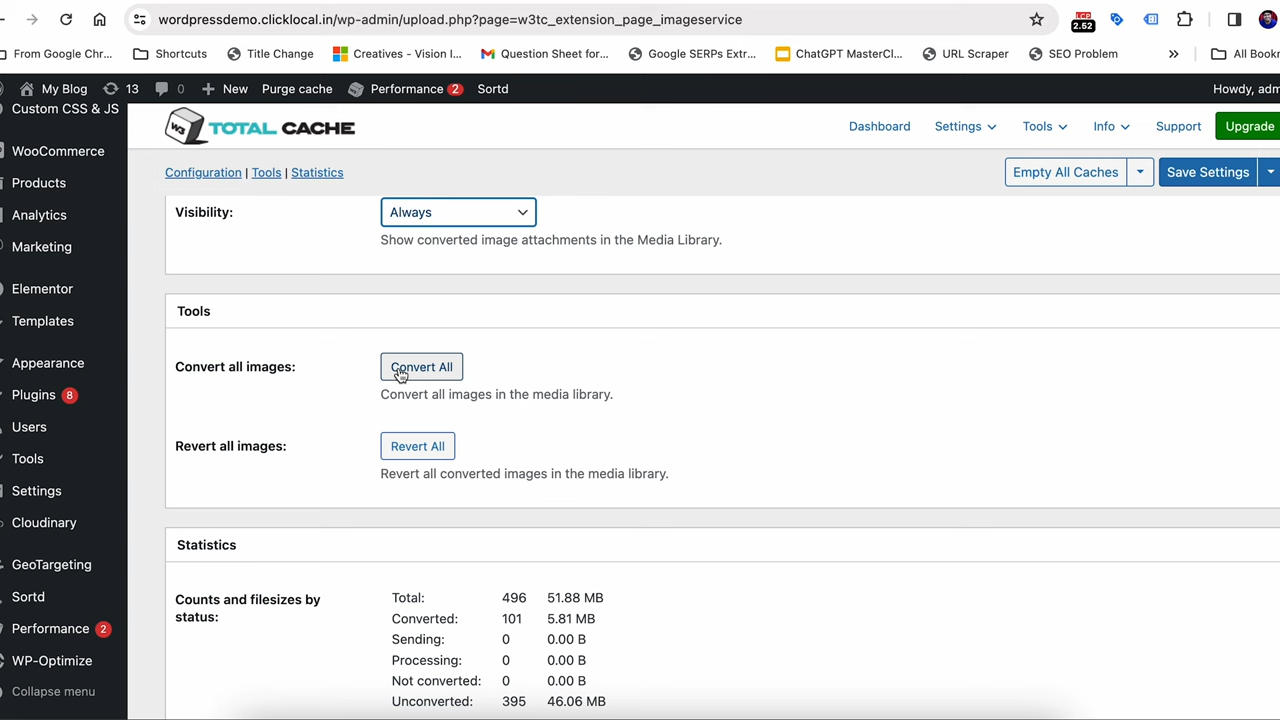 wordpressdemo.clicklocal.in/wp-admin/upload.php?page=w3tc_extension_page_imageservice
2.52
From Google Chr... Shortcuts Title Change Creatives - Vision I... Question Sheet for... Google SERPs Extr... ChatGPT MasterCl... URL Scraper SEO Problem » All Bookm
My Blog 13 0 + New Purge cache Performance 2 Sortd Howdy, adm
Custom CSS & JS
WooCommerce
Products
Analytics
Marketing
Elementor
Templates
Appearance
Plugins 8
Users
Tools
Settings
Cloudinary
GeoTargeting
Sortd
Performance 2
WP-Optimize
Collapse menu
W3 TOTAL CACHE
Dashboard Settings Tools Info Support Upgrade
Configuration | Tools | Statistics
Empty All Caches Save Settings
Visibility: Always
Show converted image attachments in the Media Library.
Tools
Convert all images: Convert All
Convert all images in the media library.
Revert all images: Revert All
Revert all converted images in the media library.
Statistics
Counts and filesizes by
status:
Total: 496 51.88 MB
Converted: 101 5.81 MB
Sending: 0 0.00 B
Processing: 0 0.00 B
Not converted: 0 0.00 B
Unconverted: 395 46.06 MB